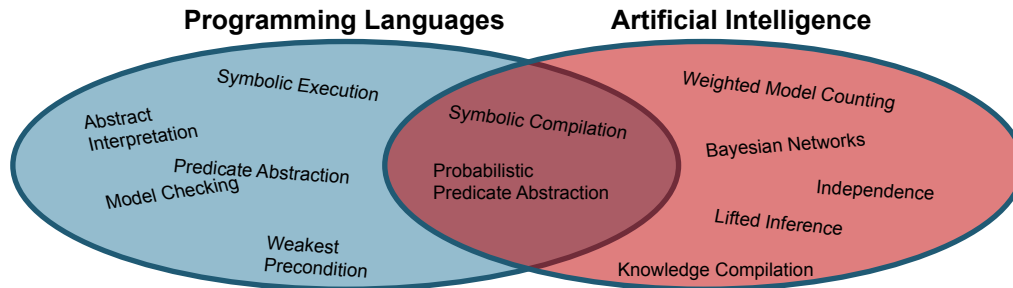 Programming Languages
Artificial Intelligence
Symbolic Execution
Abstract
Interpretation
Predicate Abstraction
Model Checking
Weakest
Precondition
Symbolic Compilation
Probabilistic
Predicate Abstraction
Weighted Model Counting
Bayesian Networks
Independence
Lifted Inference
Knowledge Compilation